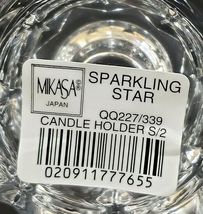 MIKASA®
JAPAN
SPARKLING
STAR
QQ227/339
CANDLE HOLDER S/2
020911777655